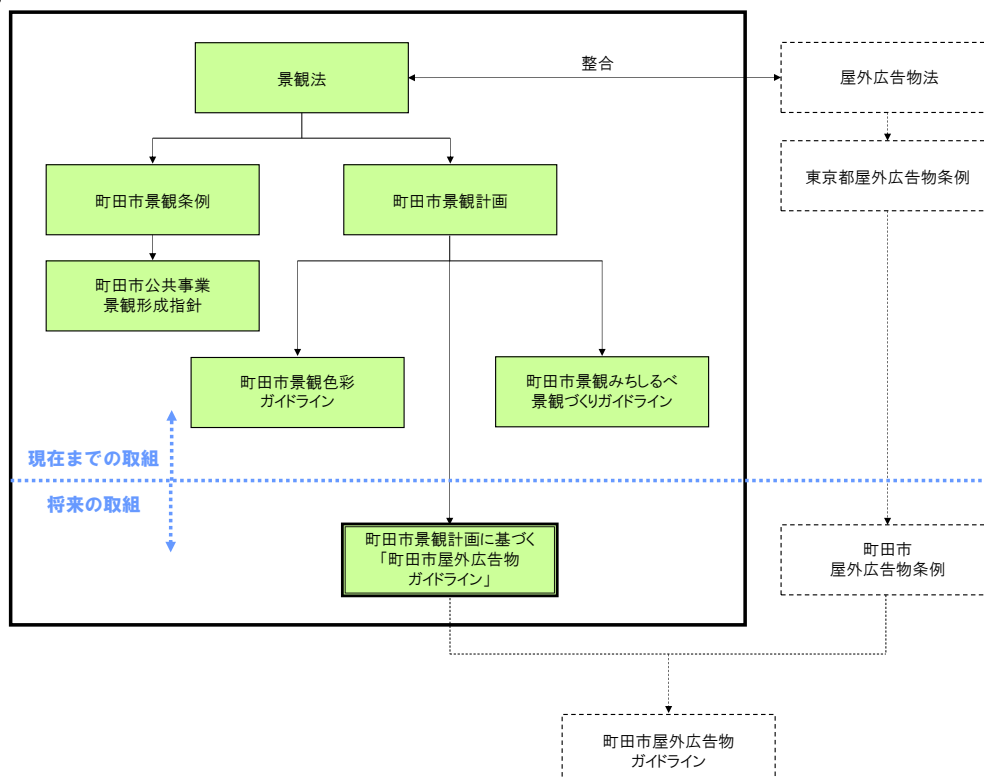 整合
景観法
屋外広告物法
東京都屋外広告物条例
町田市景観条例
町田市景観計画
町田市公共事業
景観形成指針
町田市景観色彩
ガイドライン
町田市景観みちしるべ
景観づくりガイドライン
現在までの取組
将来の取組
町田市景観計画に基づく
「町田市屋外広告物
ガイドライン」
町田市
屋外広告物条例
町田市屋外広告物
ガイドライン